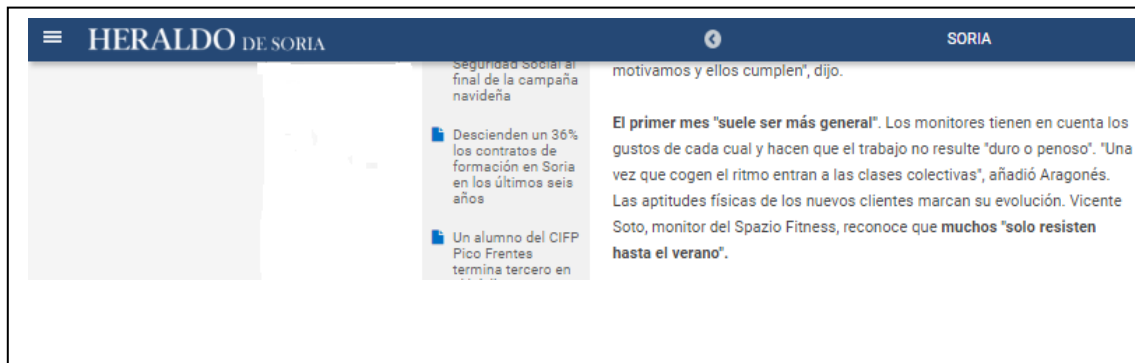 HERALDO DE SORIA
SORIA
Seguridad Social al
final de la campaña
navideña
Descienden un 36%
los contratos de
formación en Soria
en los últimos seis
años
Un alumno del CIFP
Pico Frentes
termina tercero en
motivamos y ellos cumplen", dijo.
El primer mes "suele ser más general". Los monitores tienen en cuenta los
gustos de cada cual y hacen que el trabajo no resulte "duro o penoso". "Una
vez que cogen el ritmo entran a las clases colectivas", añadió Aragonés.
Las aptitudes físicas de los nuevos clientes marcan su evolución. Vicente
Soto, monitor del Spazio Fitness, reconoce que muchos "solo resisten
hasta el verano".